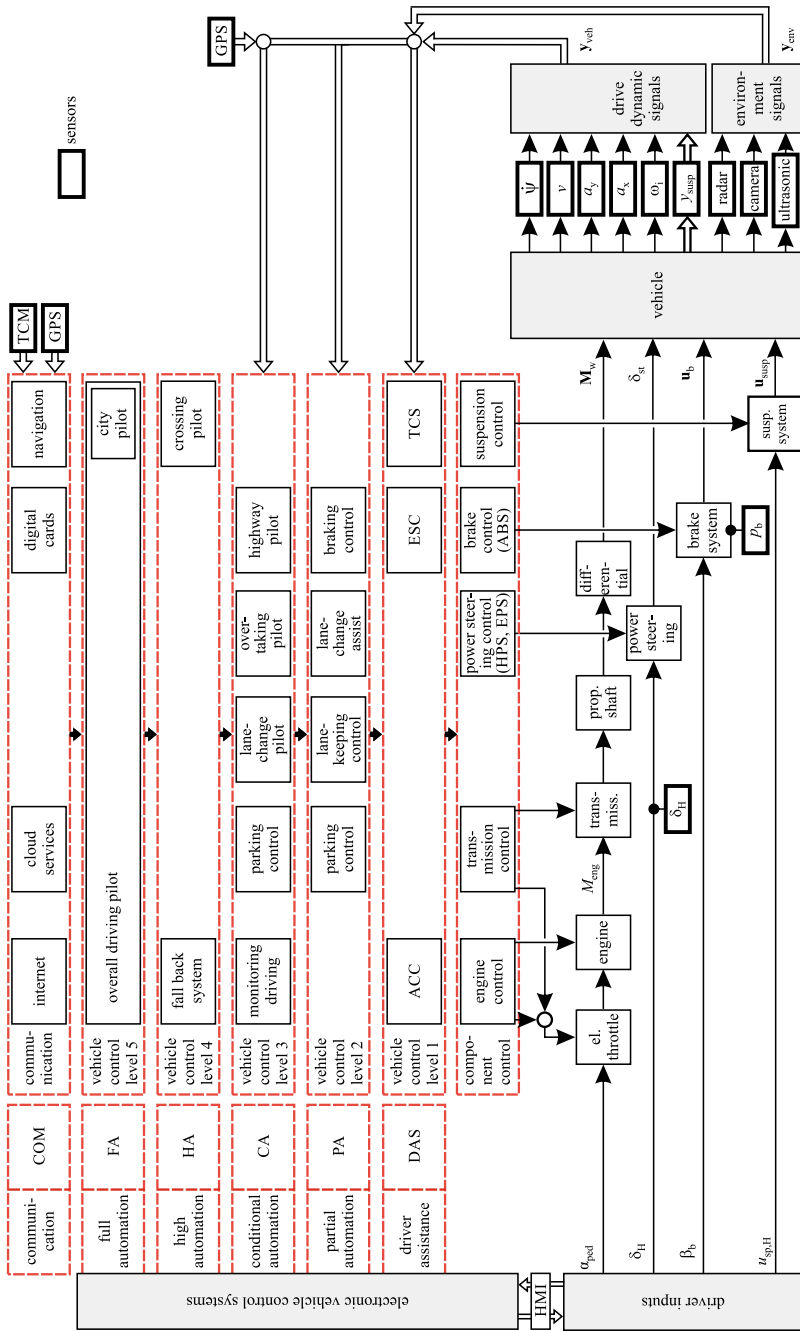 sensors
TCM
GPS
GPS
communi-
cation
COM
commu-
nication
internet
cloud
services
digital
cards
navigation
full
automation
FA
vehicle
control
level 5
overall driving pilot
city
pilot
high
automation
HA
vehicle
control
level 4
fall back
system
crossing
pilot
conditional
automation
CA
vehicle
control
level 3
monitoring
driving
parking
control
lane-
change
pilot
over-
taking
pilot
highway
pilot
partial
automation
PA
vehicle
control
level 2
parking
control
lane-
keeping
control
lane-
change
assist
braking
control
driver
assistance
DAS
vehicle
control
level 1
ACC
ESC
TCS
compo-
nent
control
engine
control
trans-
mission
control
power steer-
ing control
(HPS, EPS)
brake
control
(ABS)
suspension
control
electronic vehicle control systems
HMI
driver inputs
α_ped
el.
throttle
engine
M_eng
trans-
miss.
prop.
shaft
diff-
erential
M_w
δ_H
δ_H
power
steer-
ing
δ_st
β_b
brake
system
p_b
u_b
u_sp,H
susp.
system
u_susp
vehicle
ψ̇
v
a_y
a_x
ω_i
y_susp
radar
camera
ultrasonic
drive
dynamic
signals
environ-
ment
signals
y_veh
y_env